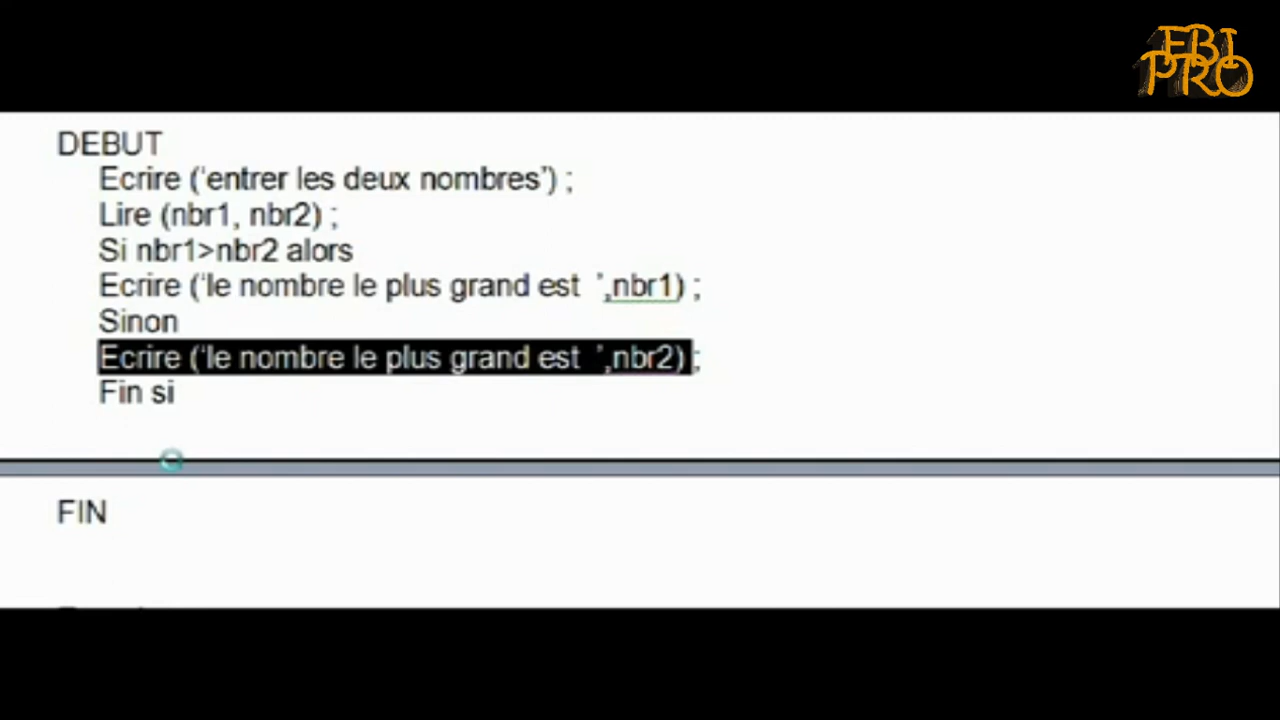 FBI
PRO
DEBUT
Ecrire (‘entrer les deux nombres’) ;
Lire (nbr1, nbr2) ;
Si nbr1>nbr2 alors
Ecrire (‘le nombre le plus grand est  ’,nbr1) ;
Sinon
Ecrire (‘le nombre le plus grand est  ’,nbr2) ;
Fin si
FIN